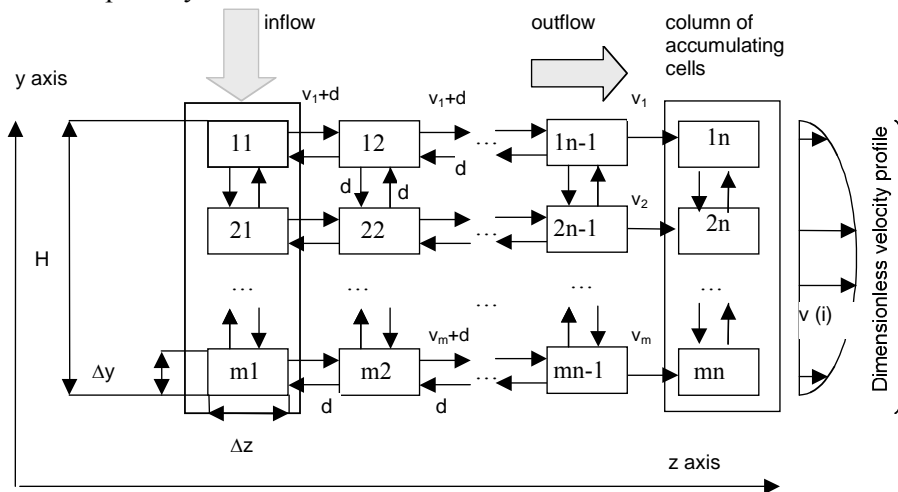 inflow
outflow
column of
accumulating
cells
y axis
v1+d
v1+d
v1
11
12
...
1n-1
1n
d
d
d
v2
21
22
2n-1
2n
H
...
...
...
...
...
v (i)
Dimensionless velocity profile
vm+d
vm
Δy
m1
m2
...
mn-1
mn
d
d
Δz
z axis